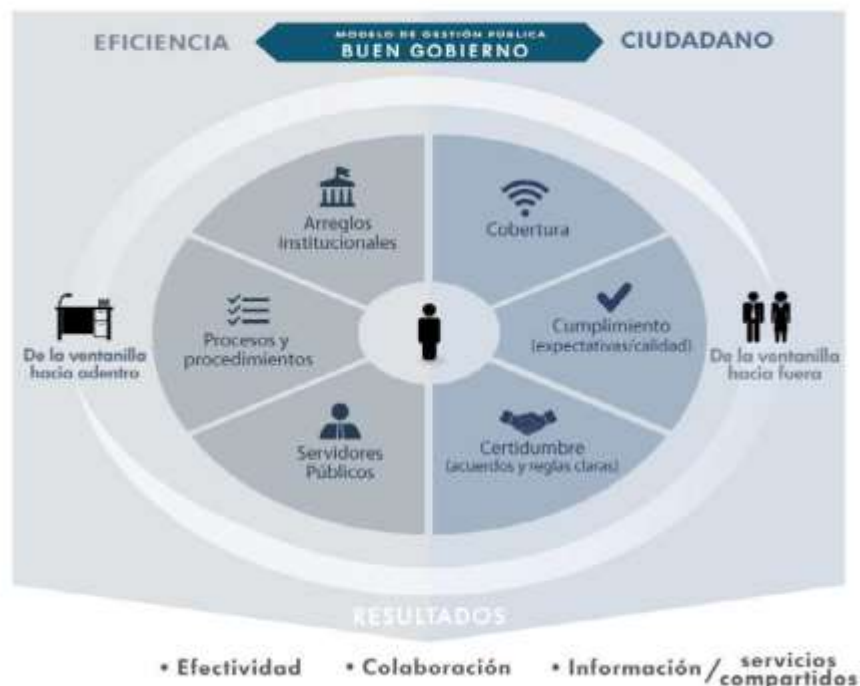 MODELO DE GESTIÓN PÚBLICA
EFICIENCIA
BUEN GOBIERNO
CIUDADANO
Arreglos
institucionales
Cobertura
Procesos y
procedimientos
Cumplimiento
(expectativas/calidad)
De la ventanilla
hacia adentro
De la ventanilla
hacia fuera
Servidores
Públicos
Certidumbre
(acuerdos y reglas claras)
RESULTADOS
• Efectividad
• Colaboración
• Información / servicios
compartidos